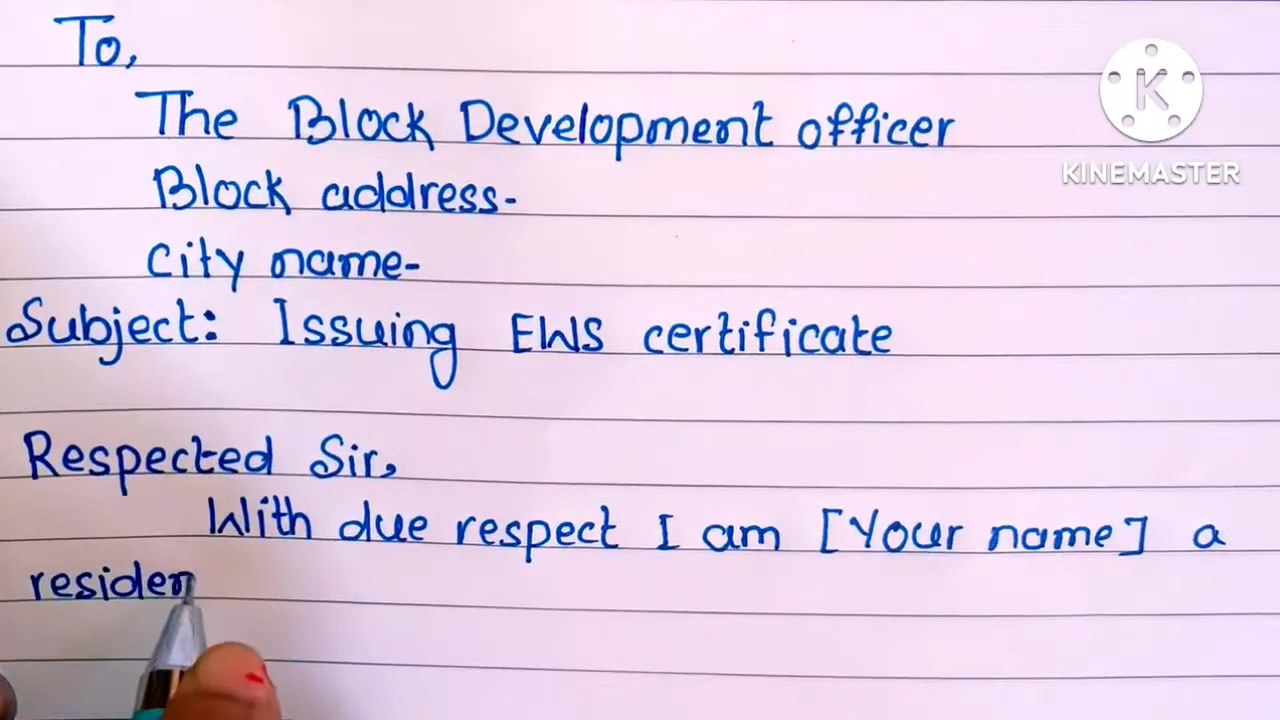 To,
The Block Development officer
Block address-
City name-
Subject: Issuing EWS certificate
Respected Sir,
With due respect I am [Your name] a
residen
KINEMASTER